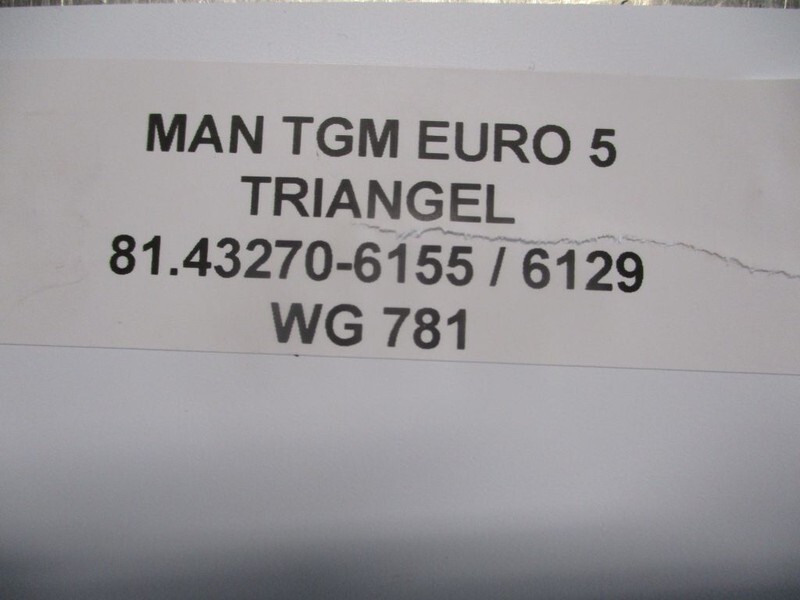 MAN TGM EURO 5
TRIANGEL
81.43270-6155 / 6129
WG 781